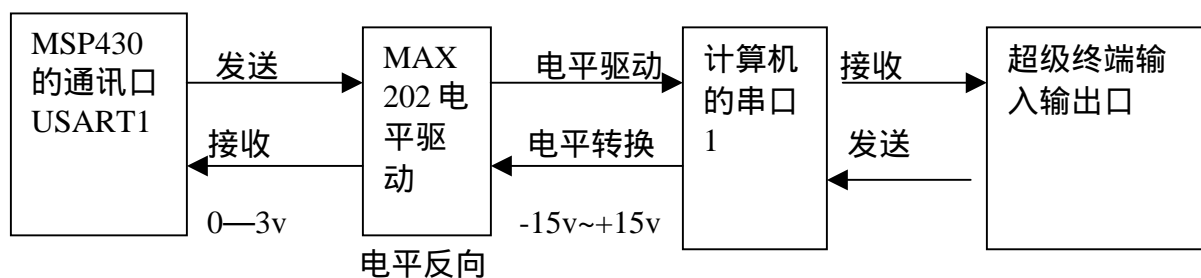 MSP430
的通讯口
USART1
发送
接收
0—3v
MAX
202 电
平驱
动
电平反向
电平驱动
电平转换
-15v~+15v
计算机
的串口
1
接收
发送
超级终端输
入输出口